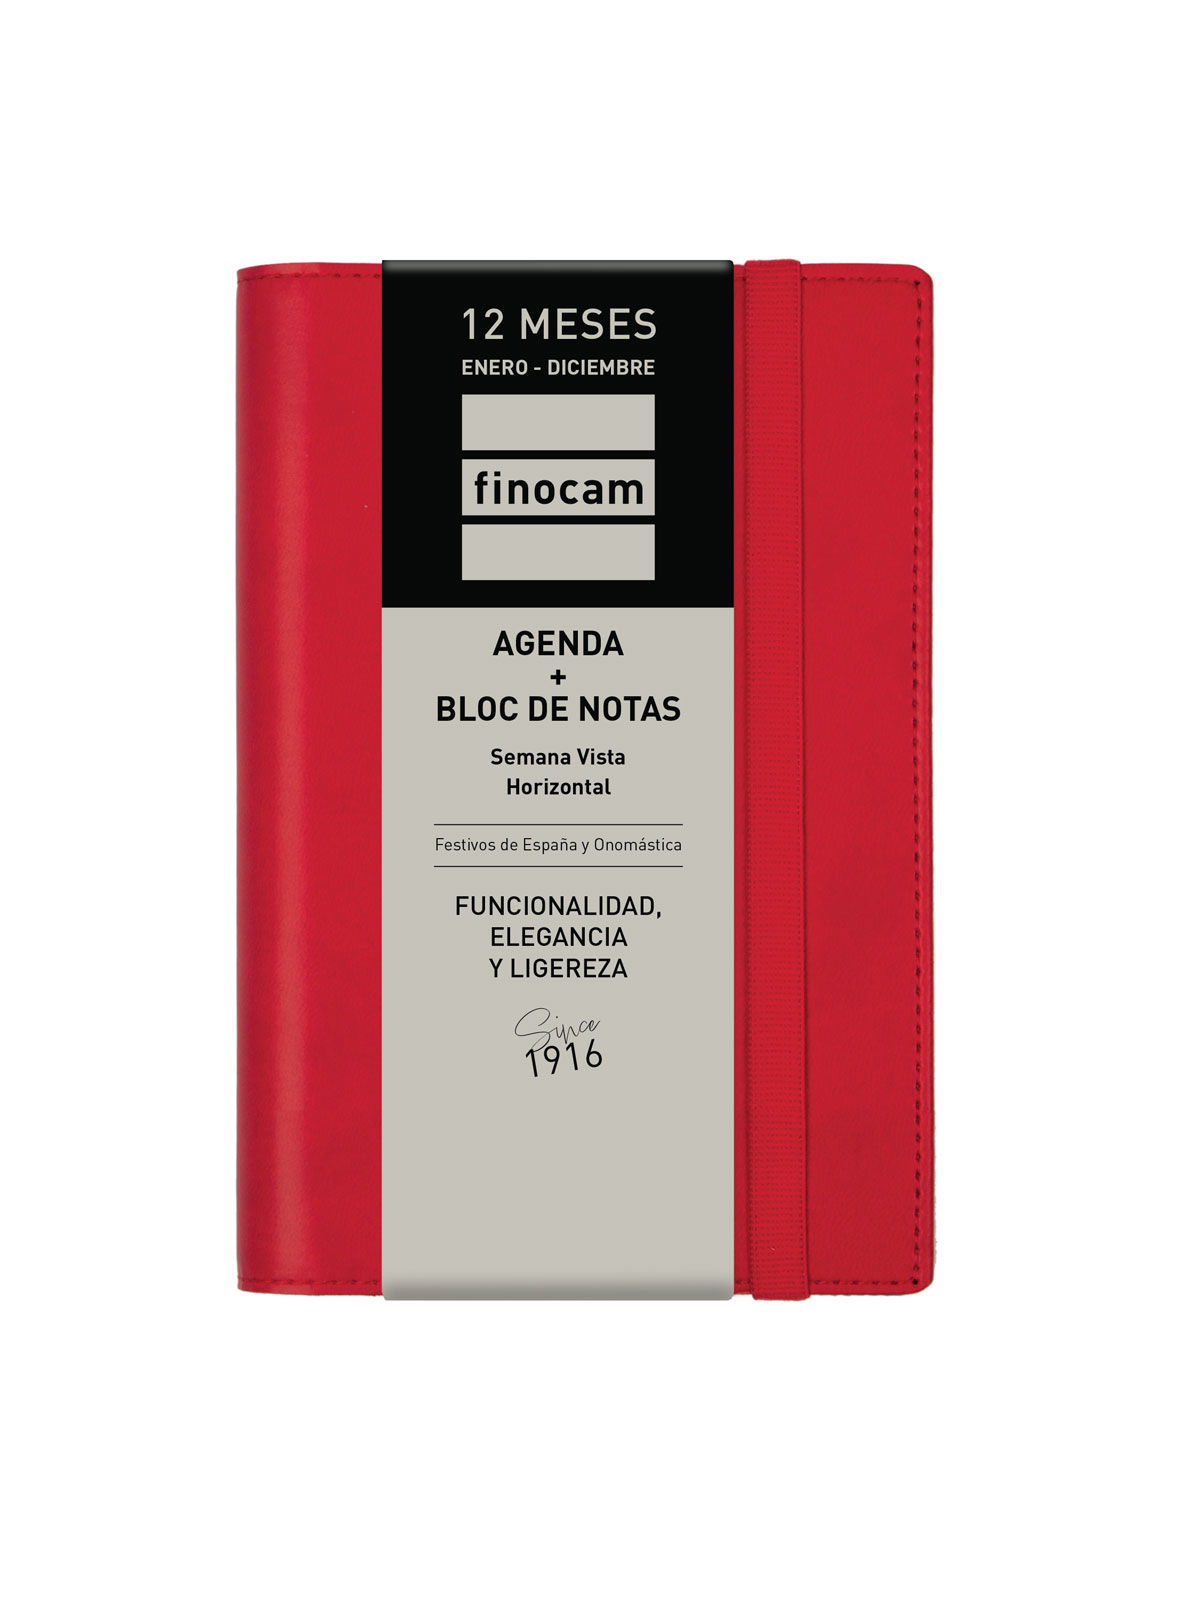 12 MESES
ENERO - DICIEMBRE
finocam
AGENDA
+
BLOC DE NOTAS
Semana Vista
Horizontal
Festivos de España y Onomástica
FUNCIONALIDAD,
ELEGANCIA
Y LIGEREZA
Since
1916